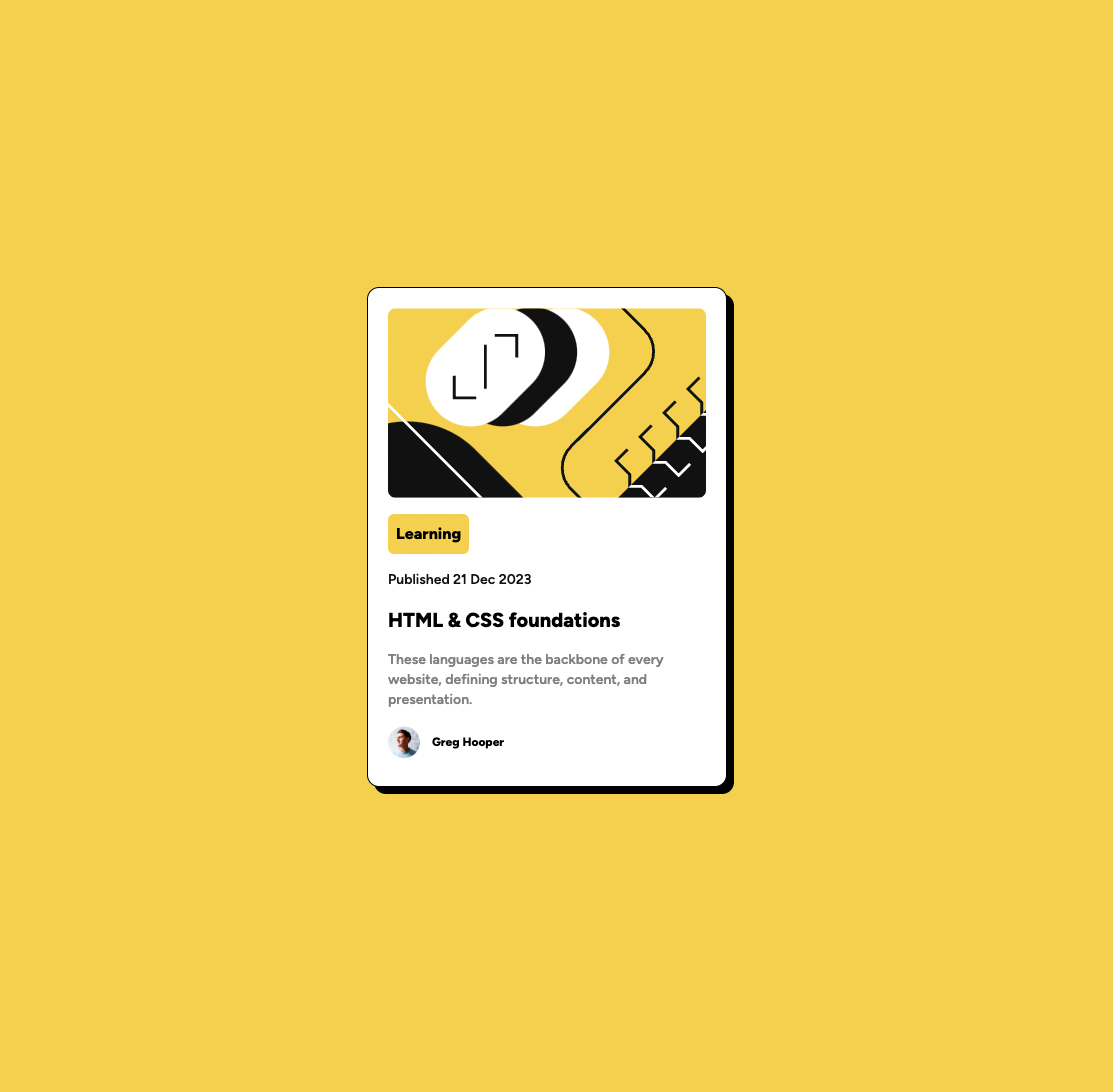 Learning
Published 21 Dec 2023
HTML & CSS foundations
These languages are the backbone of every
website, defining structure, content, and
presentation.
Greg Hooper